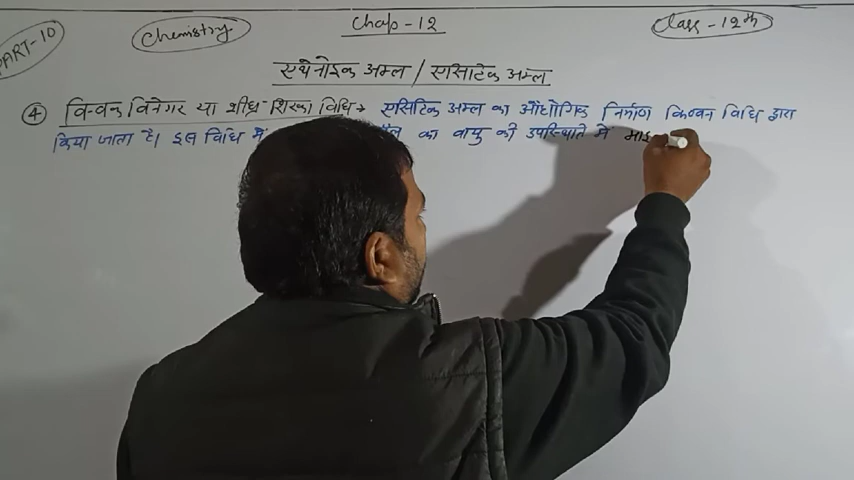 PART-10
Chemistry
Chap-12
Class-12th
एथेनोइक अम्ल / एसिटिक अम्ल
④ क्विक विनेगर या शीघ्र सिरका विधि → एसिटिक अम्ल का औद्योगिक निर्माण किण्वन विधि द्वारा
किया जाता है। इस विधि में का वायु की उपस्थिति में माइ